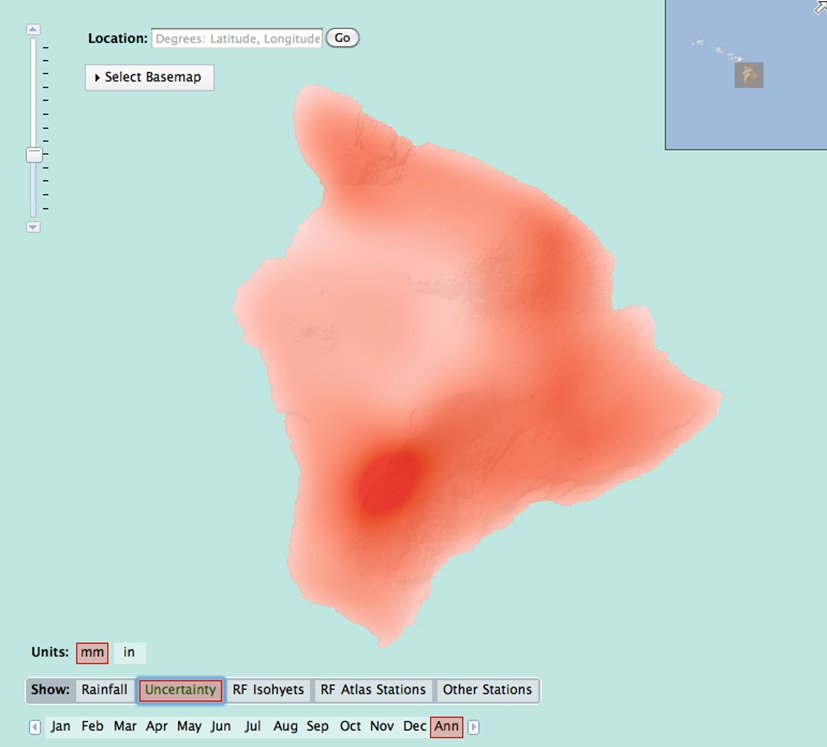 Location: Degrees: Latitude, Longitude Go
Select Basemap
Units: mm in
Show: Rainfall Uncertainty RF Isohyets RF Atlas Stations Other Stations
Jan Feb Mar Apr May Jun Jul Aug Sep Oct Nov Dec Ann